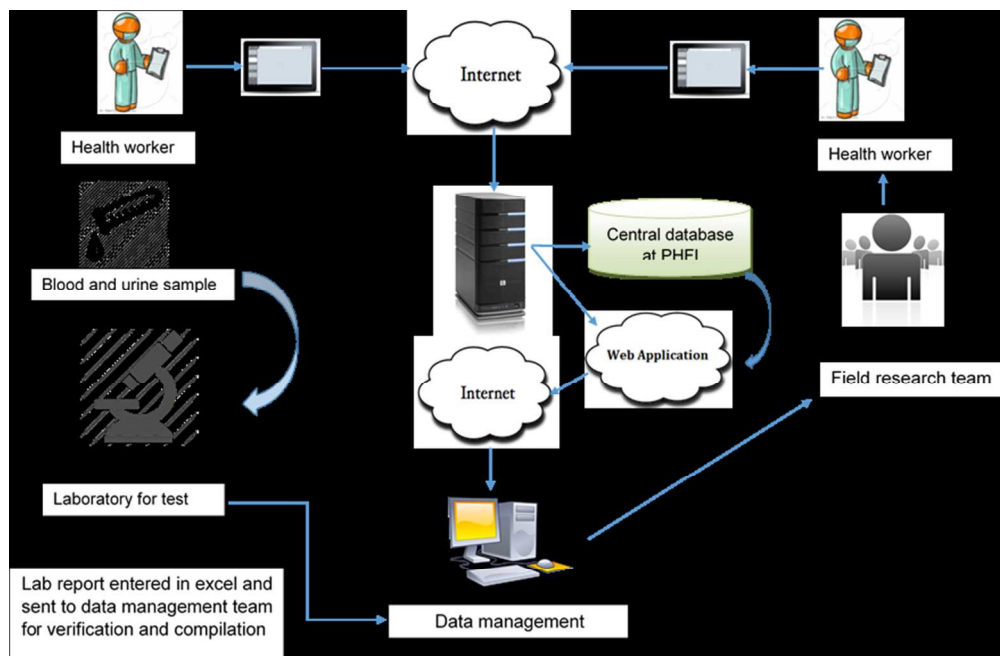 Internet
Health worker
Health worker
Central database
at PHFI
Blood and urine sample
Web Application
Internet
Field research team
Laboratory for test
Lab report entered in excel and
sent to data management team
for verification and compilation
Data management